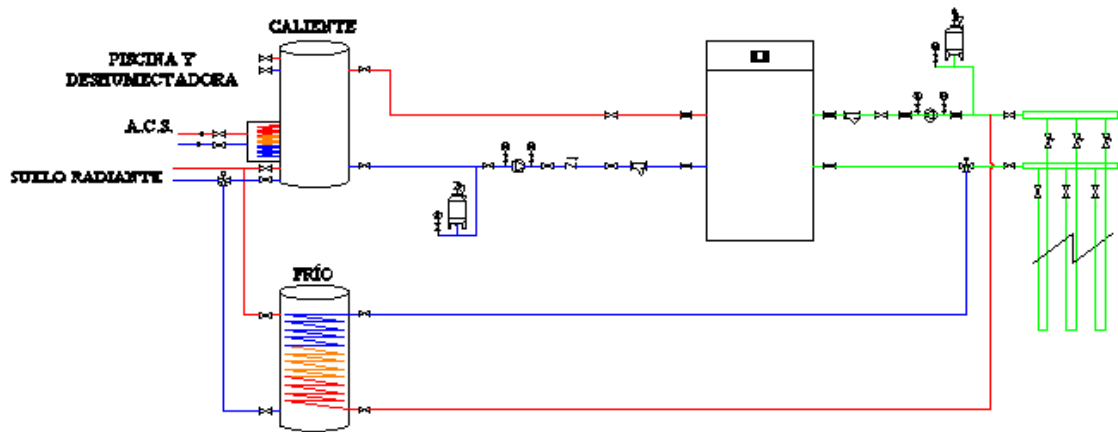 CALIENTE
PISCINA Y
DESHUMECTADORA
A.C.S.
SUELO RADIANTE
FRÍO